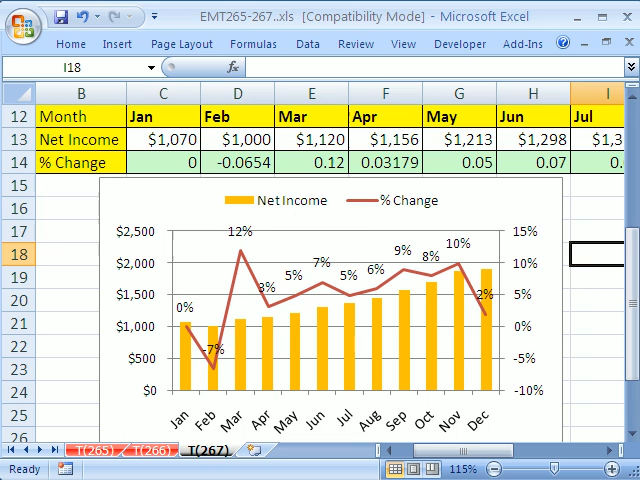 EMT265-267..xls [Compatibility Mode] - Microsoft Excel
Home Insert Page Layout Formulas Data Review View Developer Add-Ins
I18 fx
B C D E F G H I
12 Month Jan Feb Mar Apr May Jun Jul
13 Net Income $1,070 $1,000 $1,120 $1,156 $1,213 $1,298 $1,3
14 % Change 0 -0.0654 0.12 0.03179 0.05 0.07 0.
15
16
17
18
19
20
21
22
23
24
25
26
Net Income % Change
$2,500 15%
$2,000 10%
$1,500 5%
$1,000 0%
$500 -5%
$0 -10%
0% -7% 12% 3% 5% 7% 5% 6% 9% 8% 10% 2%
Jan Feb Mar Apr May Jun Jul Aug Sep Oct Nov Dec
T(265) T(266) T(267)
Ready 115%